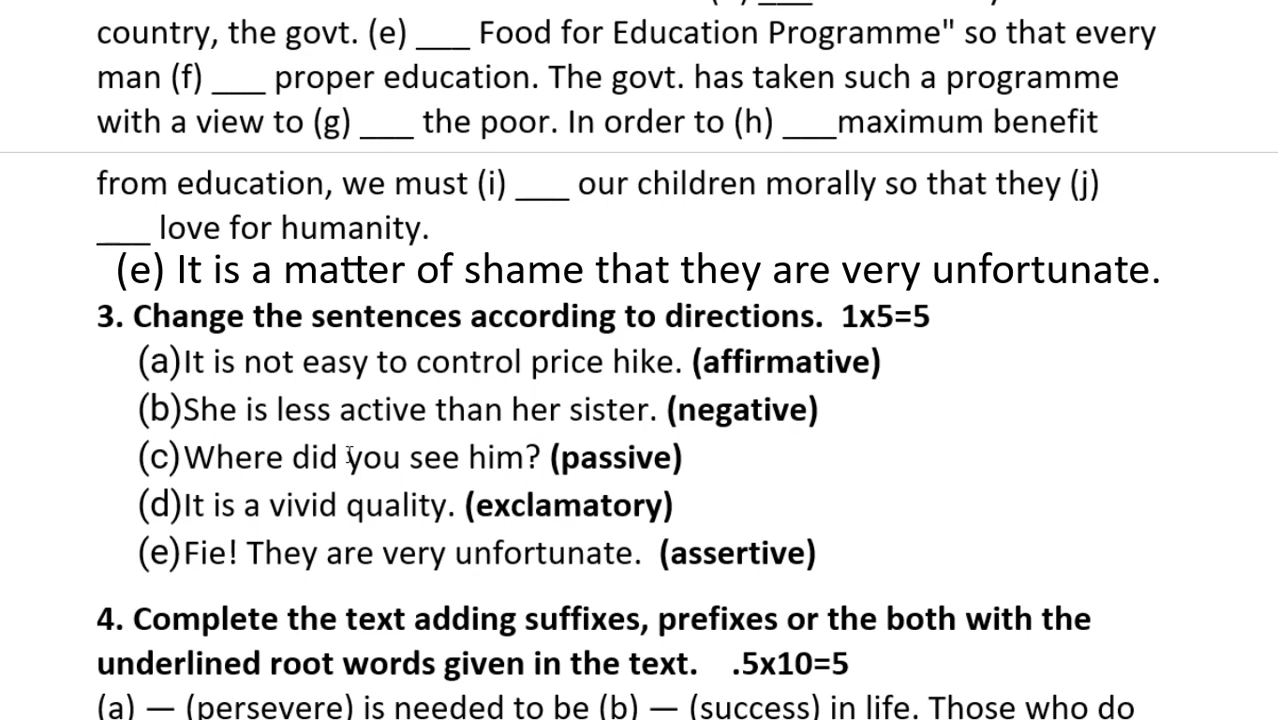 country, the govt. (e) ___ Food for Education Programme" so that every
man (f) ___ proper education. The govt. has taken such a programme
with a view to (g) ___ the poor. In order to (h) ___maximum benefit
from education, we must (i) ___ our children morally so that they (j)
___ love for humanity.
(e) It is a matter of shame that they are very unfortunate.
3. Change the sentences according to directions. 1x5=5
(a)It is not easy to control price hike. (affirmative)
(b)She is less active than her sister. (negative)
(c)Where did you see him? (passive)
(d)It is a vivid quality. (exclamatory)
(e)Fie! They are very unfortunate. (assertive)
4. Complete the text adding suffixes, prefixes or the both with the
underlined root words given in the text. .5x10=5
(a) — (persevere) is needed to be (b) — (success) in life. Those who do